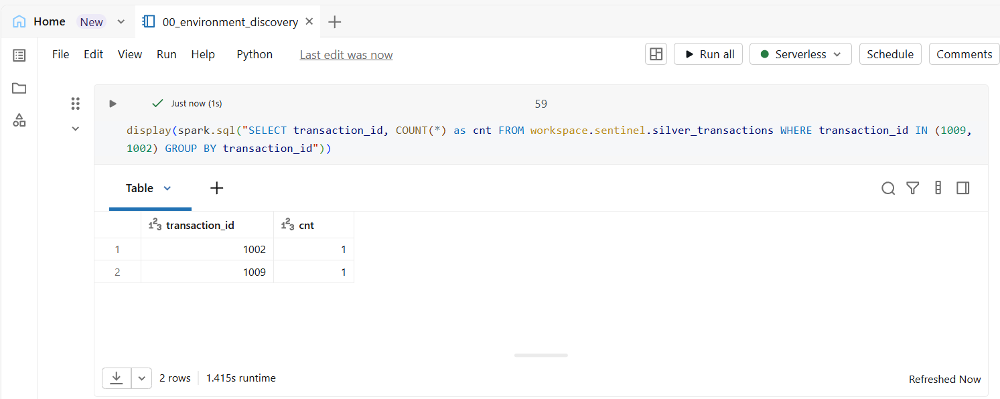 Home New 00_environment_discovery
File Edit View Run Help Python Last edit was now Run all Serverless Schedule Comments
Just now (1s) 59
display(spark.sql("SELECT transaction_id, COUNT(*) as cnt FROM workspace.sentinel.silver_transactions WHERE transaction_id IN (1009,
1002) GROUP BY transaction_id"))
Table
123 transaction_id 123 cnt
1 1002 1
2 1009 1
2 rows 1.415s runtime Refreshed Now